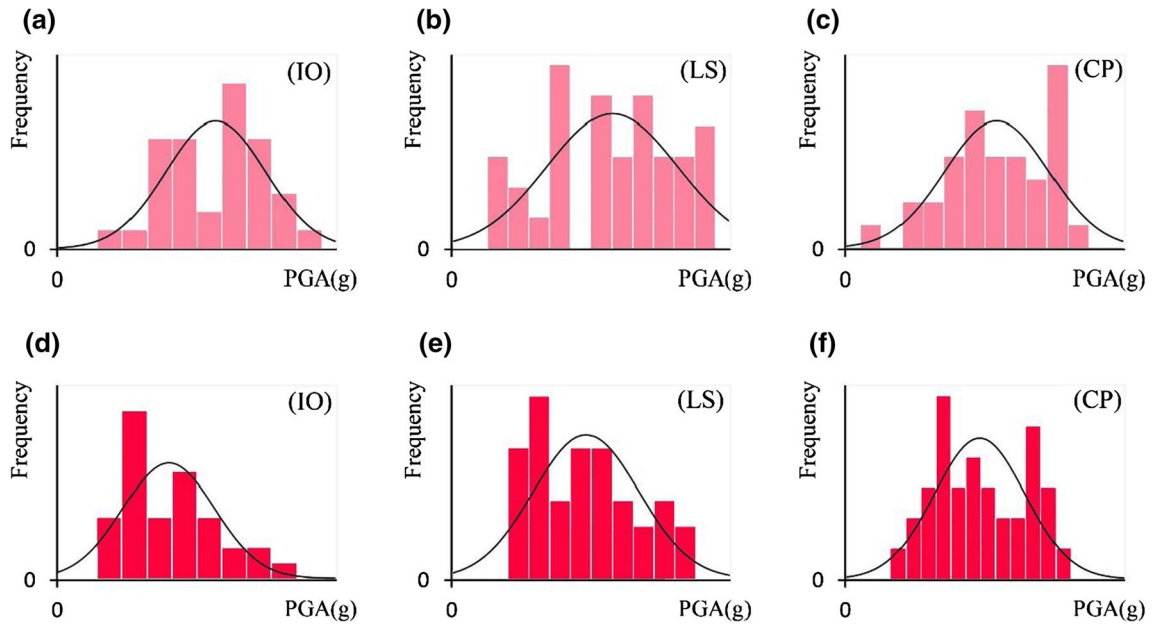 (a)
Frequency
(IO)
0
0
PGA(g)
(b)
Frequency
(LS)
0
0
PGA(g)
(c)
Frequency
(CP)
0
0
PGA(g)
(d)
Frequency
(IO)
0
0
PGA(g)
(e)
Frequency
(LS)
0
0
PGA(g)
(f)
Frequency
(CP)
0
0
PGA(g)